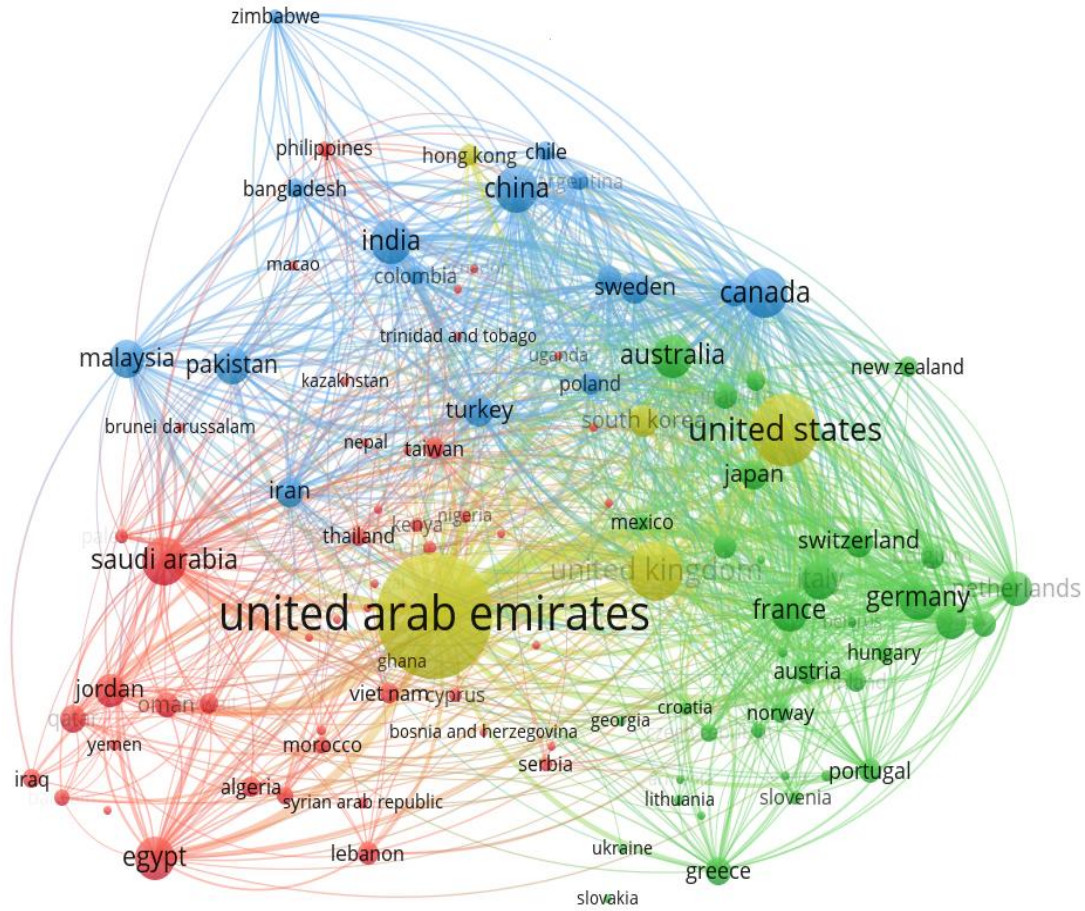 zimbabwe
philippines
hong kong
chile
bangladesh
china
argentina
india
macao
colombia
sweden
canada
trinidad and tobago
malaysia
pakistan
uganda
australia
new zealand
kazakhstan
poland
turkey
south korea
brunei darussalam
united states
nepal
taiwan
japan
iran
kenya
nigeria
mexico
thailand
switzerland
saudi arabia
united kingdom
italy
netherlands
germany
united arab emirates
france
ghana
hungary
austria
jordan
viet nam
cyprus
oman
qatar
croatia
georgia
norway
bosnia and herzegovina
yemen
morocco
serbia
iraq
portugal
algeria
syrian arab republic
lithuania
slovenia
ukraine
egypt
lebanon
greece
slovakia